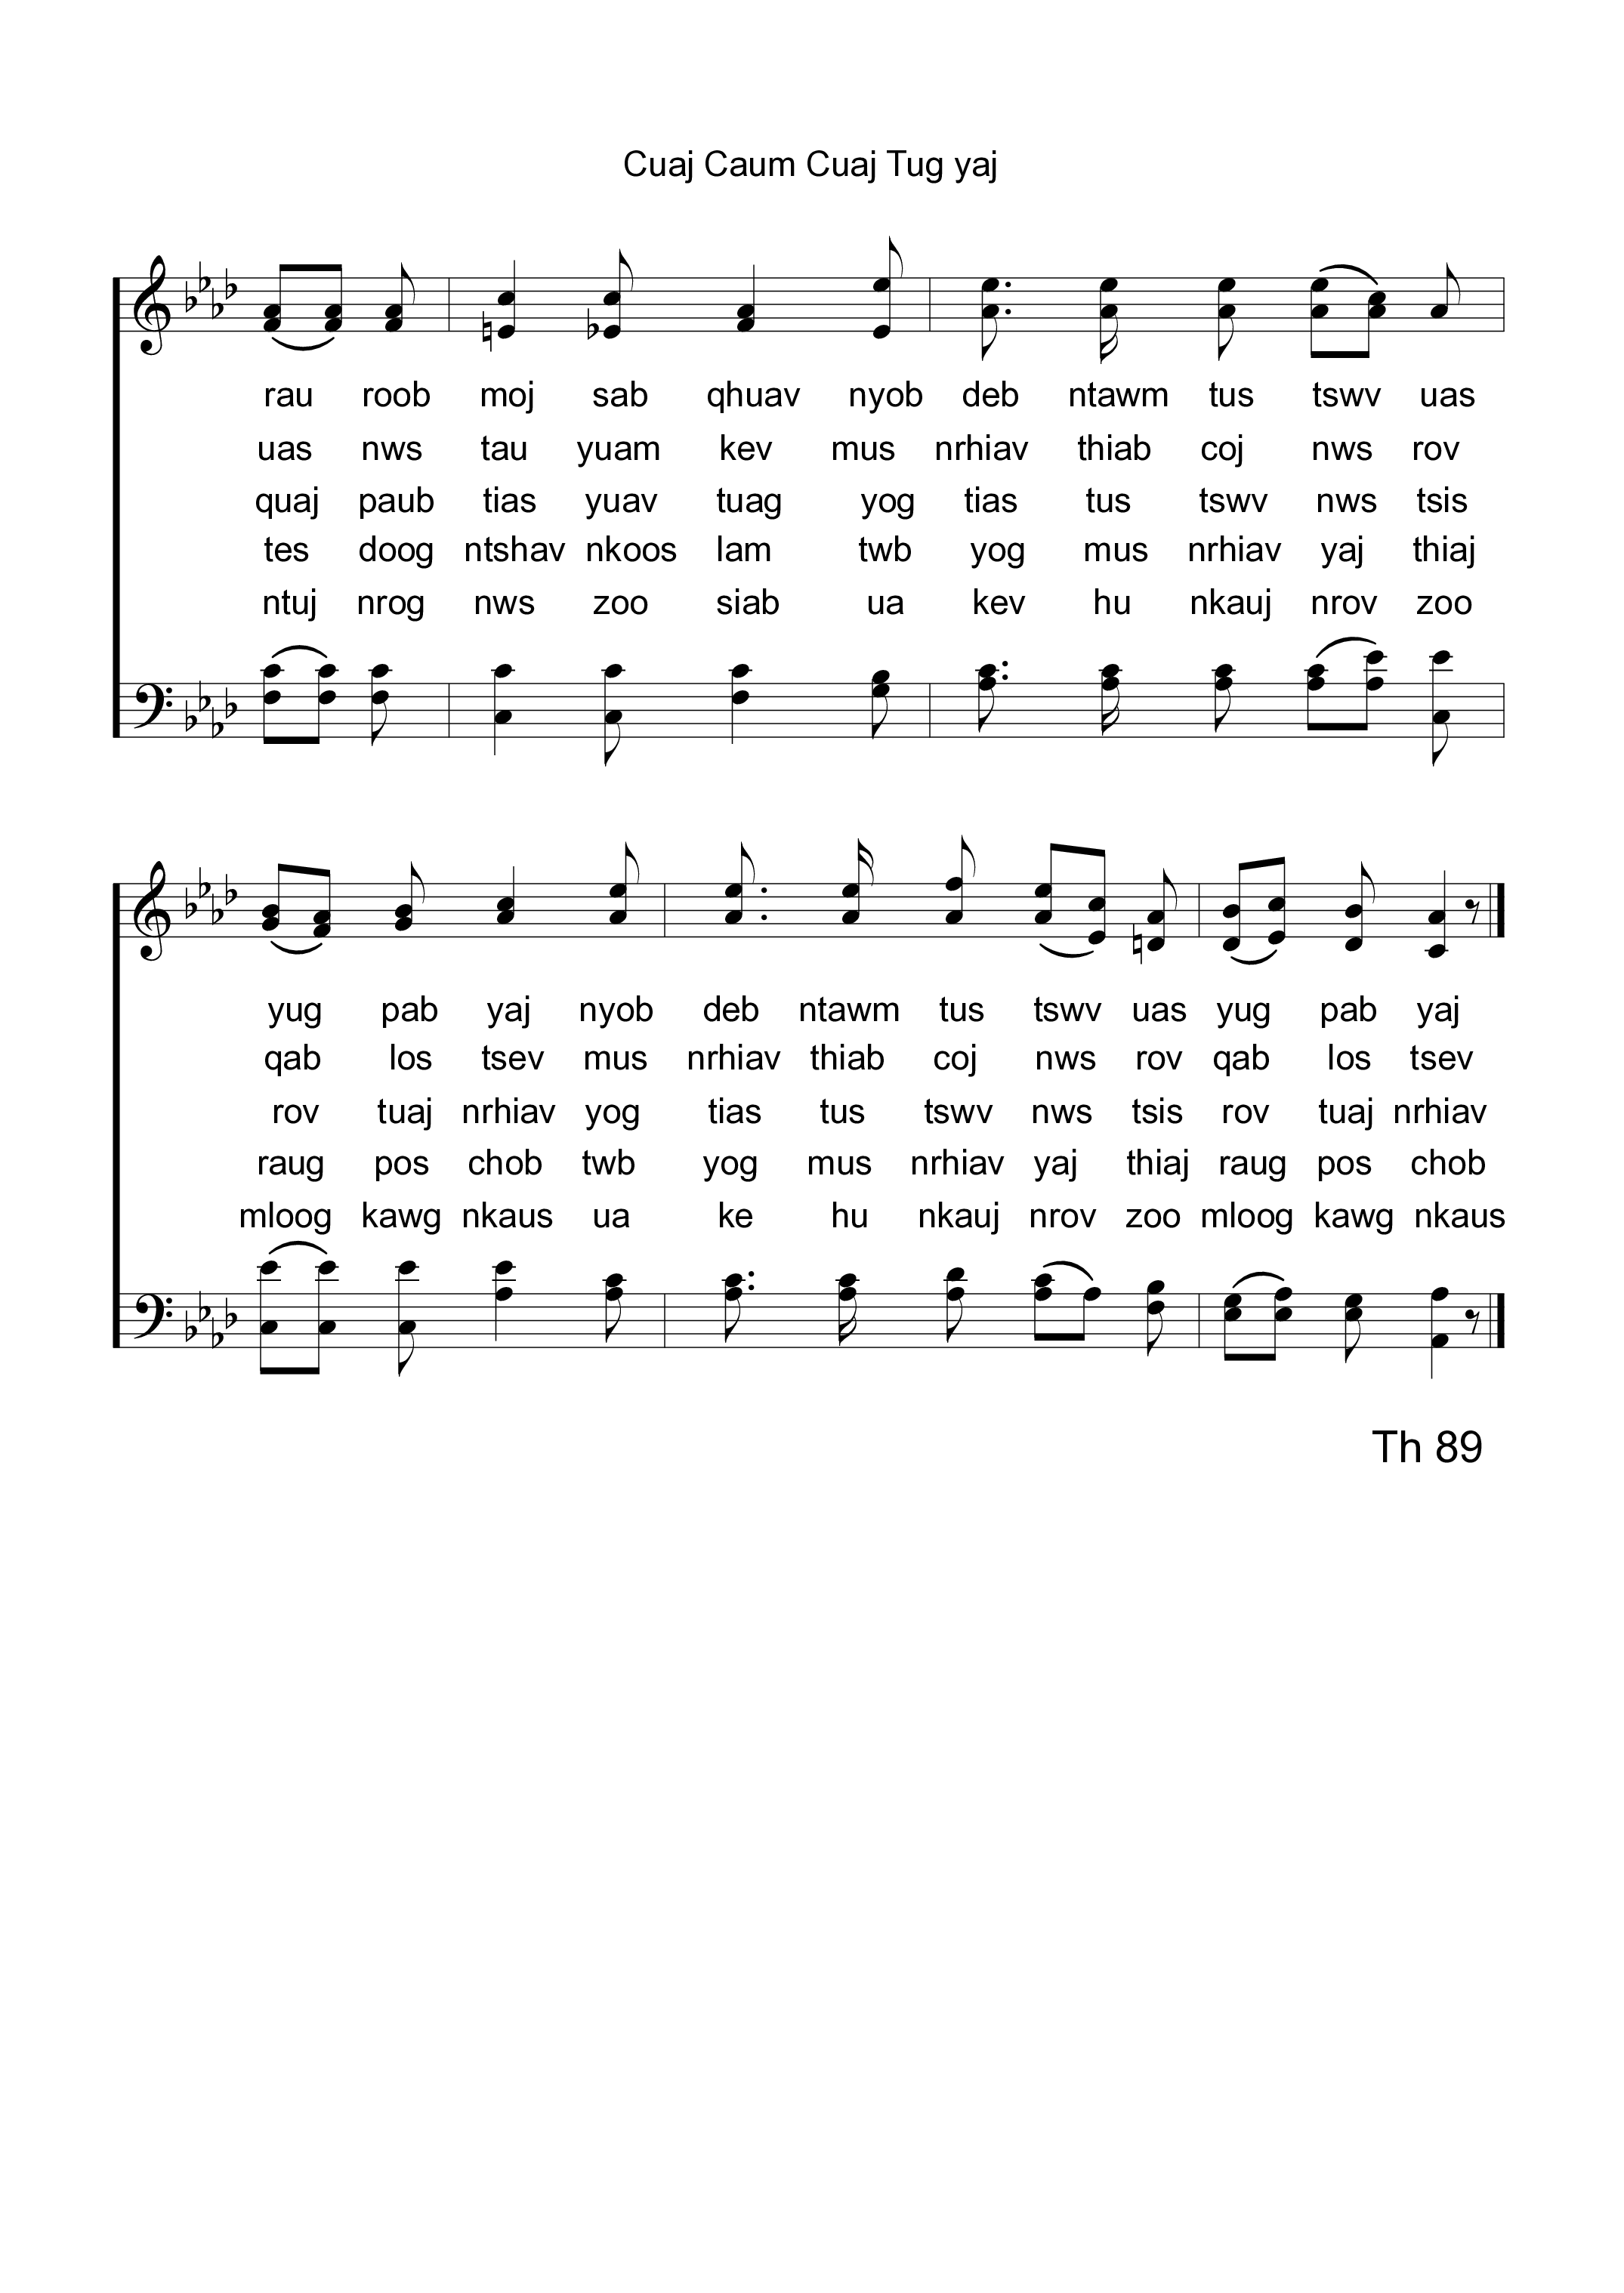 Cuaj Caum Cuaj Tug yaj
rau roob moj sab qhuav nyob deb ntawm tus tswv uas
uas nws tau yuam kev mus nrhiav thiab coj nws rov
quaj paub tias yuav tuag yog tias tus tswv nws tsis
tes doog ntshav nkoos lam twb yog mus nrhiav yaj thiaj
ntuj nrog nws zoo siab ua kev hu nkauj nrov zoo
yug pab yaj nyob deb ntawm tus tswv uas yug pab yaj
qab los tsev mus nrhiav thiab coj nws rov qab los tsev
rov tuaj nrhiav yog tias tus tswv nws tsis rov tuaj nrhiav
raug pos chob twb yog mus nrhiav yaj thiaj raug pos chob
mloog kawg nkaus ua ke hu nkauj nrov zoo mloog kawg nkaus
Th 89